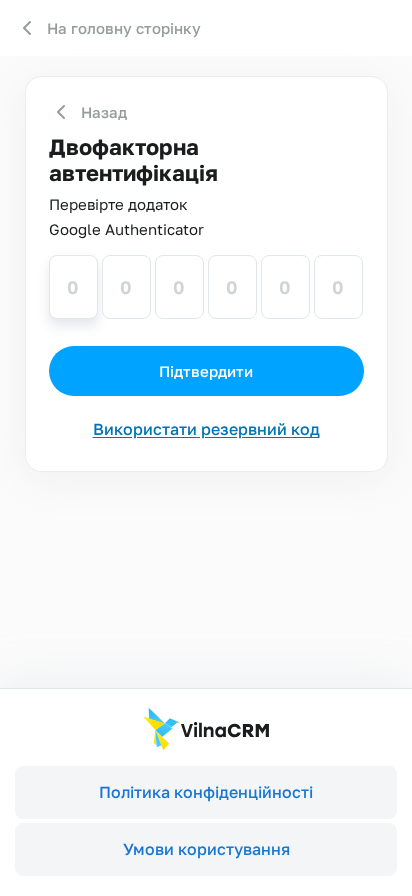 На головну сторінку
Назад
Двофакторна
автентифікація
Перевірте додаток
Google Authenticator
0 0 0 0 0 0
Підтвердити
Використати резервний код
VilnaCRM
Політика конфіденційності
Умови користування